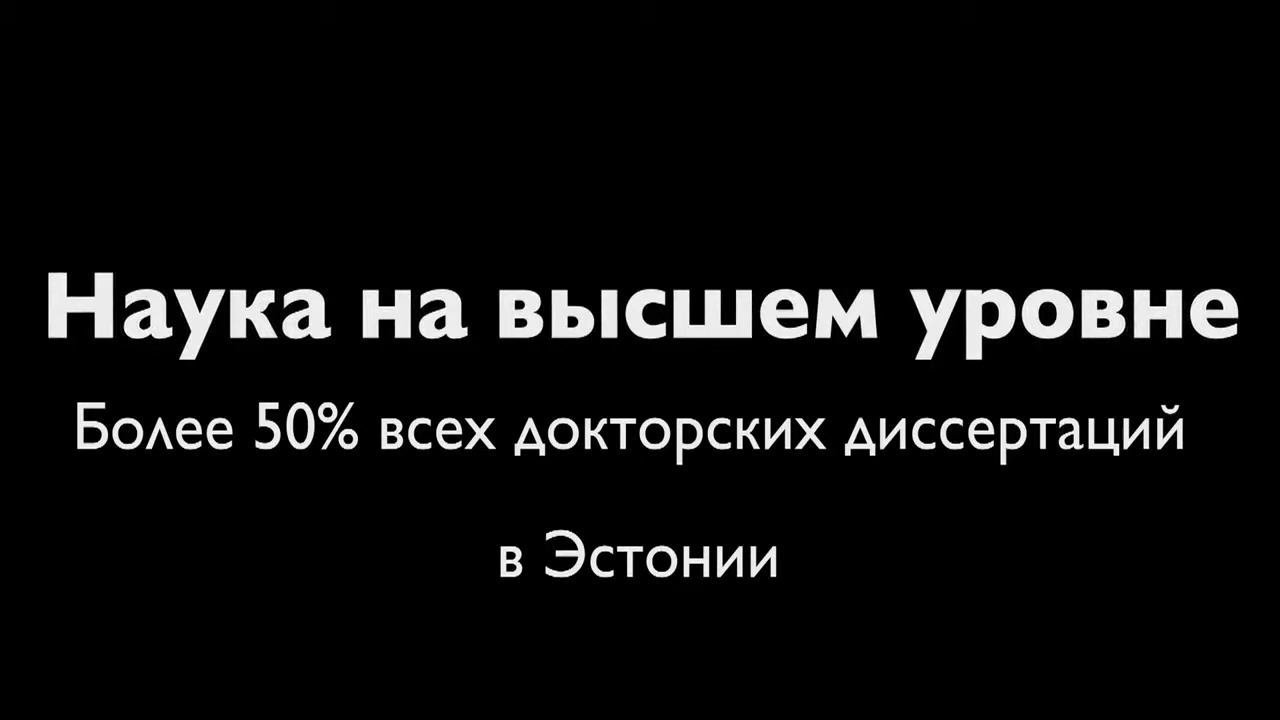 Наука на высшем уровне
Более 50% всех докторских диссертаций
в Эстонии